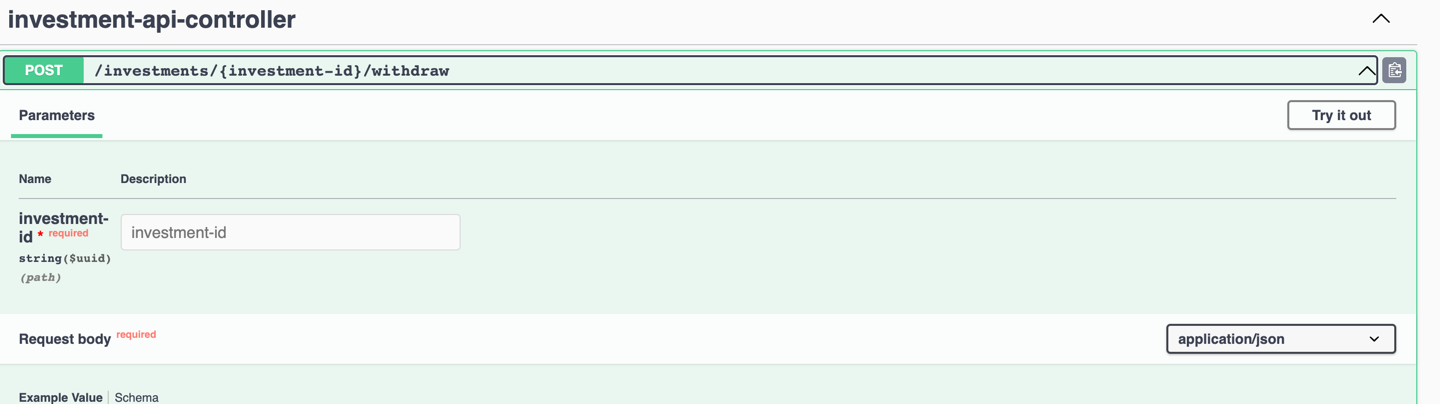 investment-api-controller
POST /investments/{investment-id}/withdraw
Parameters
Try it out
Name Description
investment-
id * required
investment-id
string($uuid)
(path)
Request body required
application/json
Example Value Schema